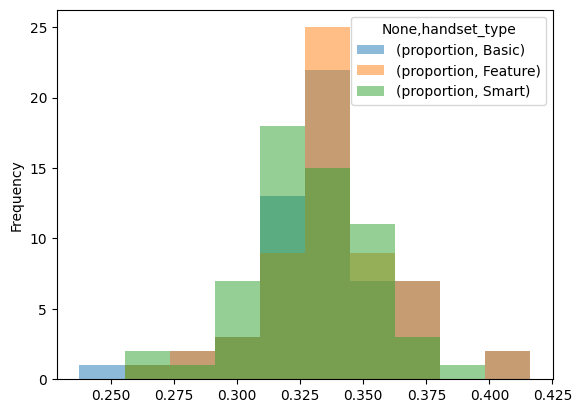 None,handset_type
(proportion, Basic)
(proportion, Feature)
(proportion, Smart)
Frequency
25
20
15
10
5
0
0.250 0.275 0.300 0.325 0.350 0.375 0.400 0.425